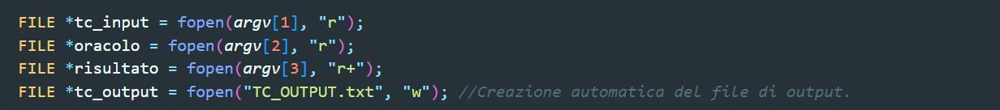 FILE *tc_input = fopen(argv[1], "r");
FILE *oracolo = fopen(argv[2], "r");
FILE *risultato = fopen(argv[3], "r+");
FILE *tc_output = fopen("TC_OUTPUT.txt", "w"); //Creazione automatica del file di output.